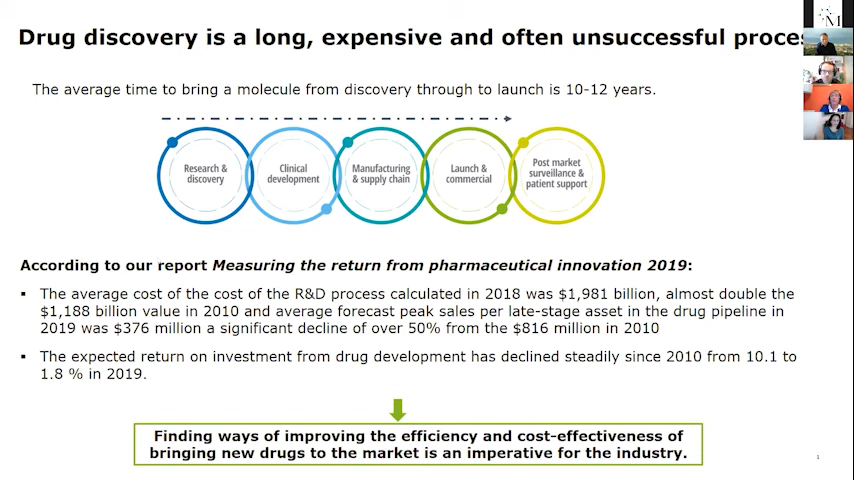 Drug discovery is a long, expensive and often unsuccessful proce
M
The average time to bring a molecule from discovery through to launch is 10-12 years.
Research &
discovery
Clinical
development
Manufacturing
& supply chain
Launch &
commercial
Post market
surveillance &
patient support
According to our report Measuring the return from pharmaceutical innovation 2019:
▪ The average cost of the cost of the R&D process calculated in 2018 was $1,981 billion, almost double the
$1,188 billion value in 2010 and average forecast peak sales per late-stage asset in the drug pipeline in
2019 was $376 million a significant decline of over 50% from the $816 million in 2010
▪ The expected return on investment from drug development has declined steadily since 2010 from 10.1 to
1.8 % in 2019.
Finding ways of improving the efficiency and cost-effectiveness of
bringing new drugs to the market is an imperative for the industry.
1